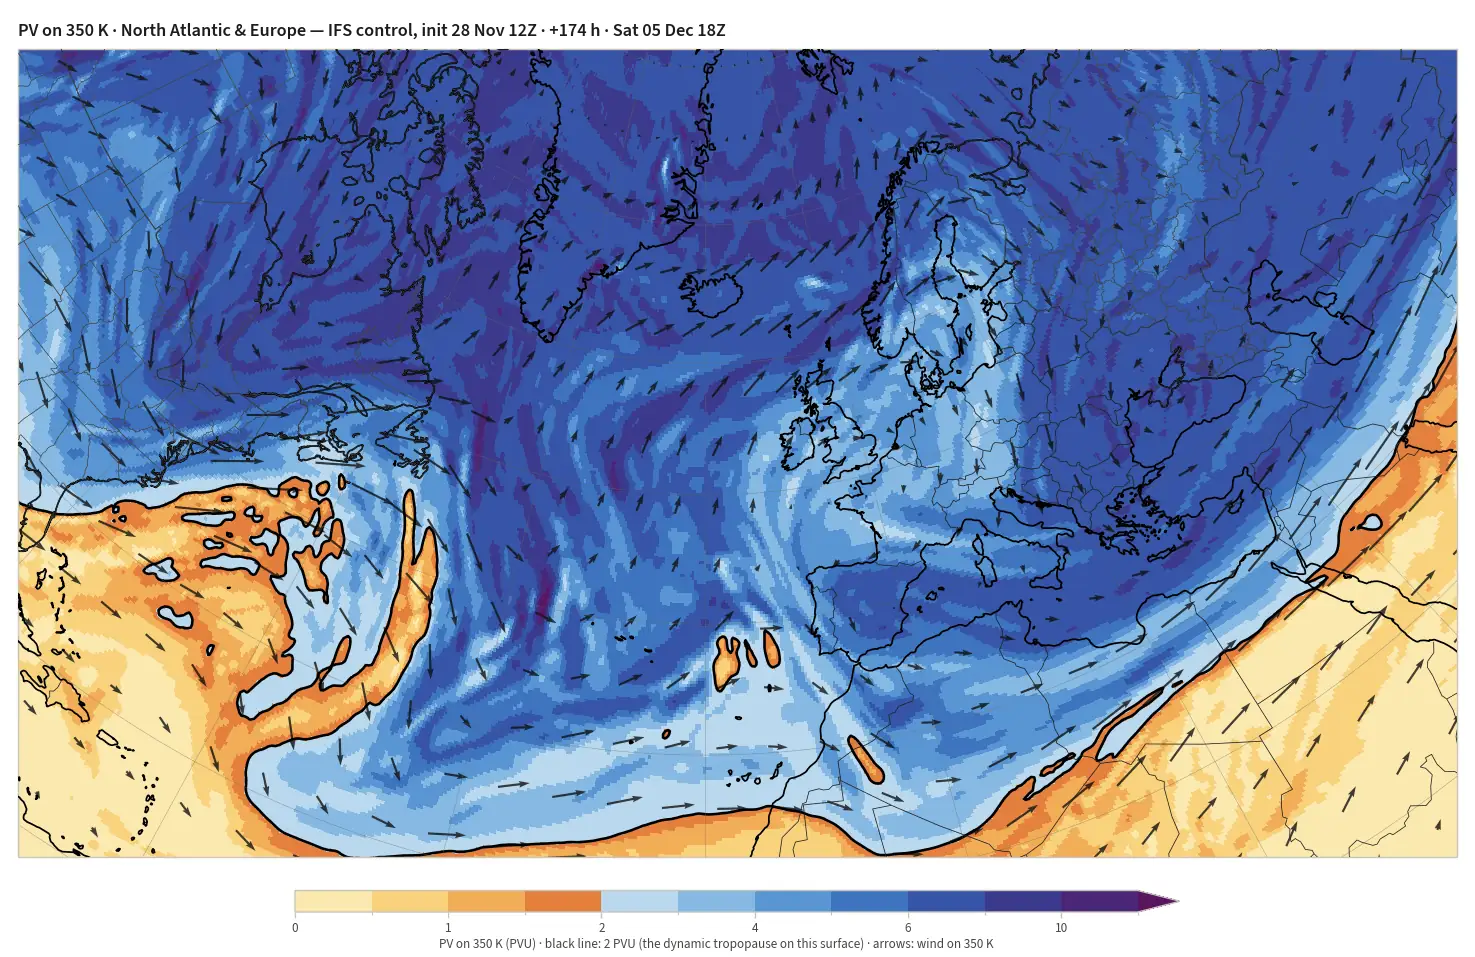 PV on 350 K · North Atlantic & Europe — IFS control, init 28 Nov 12Z · +174 h · Sat 05 Dec 18Z
0 1 2 4 6 10
PV on 350 K (PVU) · black line: 2 PVU (the dynamic tropopause on this surface) · arrows: wind on 350 K